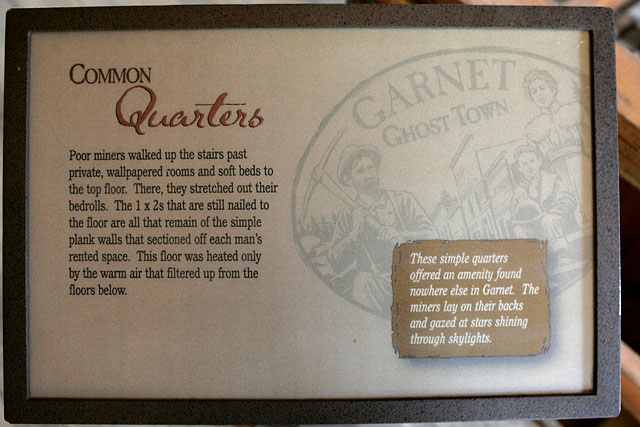 COMMON
Quarters
Poor miners walked up the stairs past
private, wallpapered rooms and soft beds to
the top floor. There, they stretched out their
bedrolls. The 1 x 2s that are still nailed to
the floor are all that remain of the simple
plank walls that sectioned off each man's
rented space. This floor was heated only
by the warm air that filtered up from the
floors below.
GARNET
GHOST TOWN
These simple quarters
offered an amenity found
nowhere else in Garnet. The
miners lay on their backs
and gazed at stars shining
through skylights.